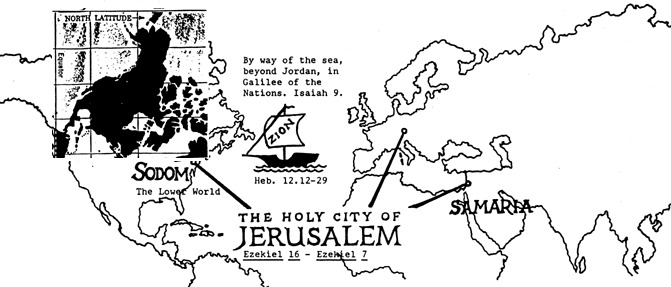 NORTH LATITUDE
By way of the sea,
beyond Jordan, in
Galilee of the
Nations. Isaiah 9.
ZION
Heb. 12.12-29
SODOM
The Lower World
SAMARIA
THE HOLY CITY OF
JERUSALEM
Ezekiel 16 - Ezekiel 7